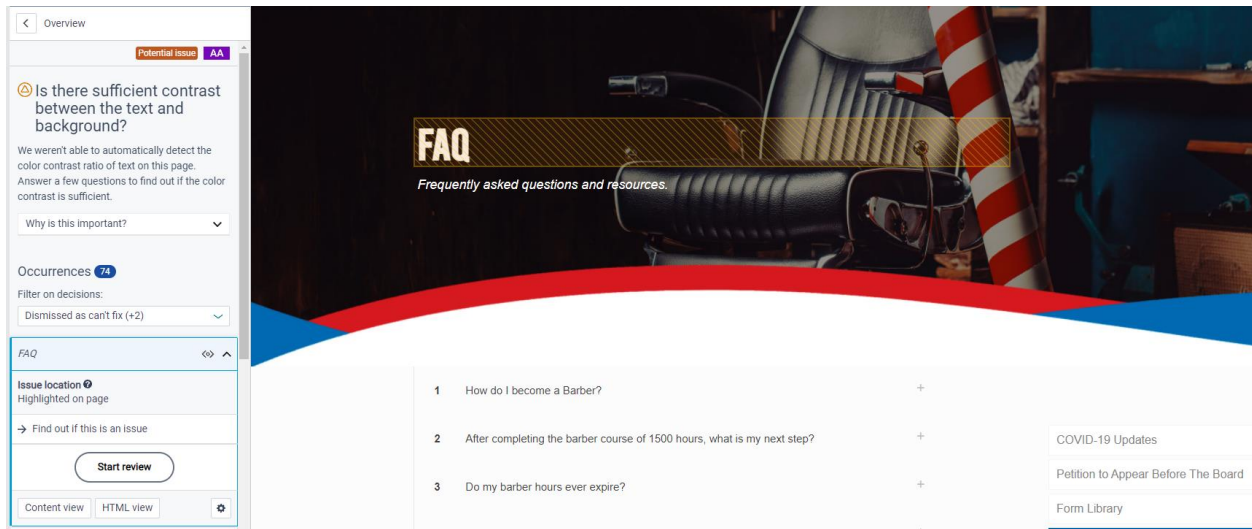 Overview
Potential issue AA
Is there sufficient contrast
between the text and
background?
We weren't able to automatically detect the
color contrast ratio of text on this page.
Answer a few questions to find out if the color
contrast is sufficient.
Why is this important?
Occurrences 74
Filter on decisions:
Dismissed as can't fix (+2)
FAQ
Issue location
Highlighted on page
Find out if this is an issue
Start review
Content view HTML view
FAQ
Frequently asked questions and resources.
1 How do I become a Barber? +
2 After completing the barber course of 1500 hours, what is my next step? +
3 Do my barber hours ever expire? +
COVID-19 Updates
Petition to Appear Before The Board
Form Library